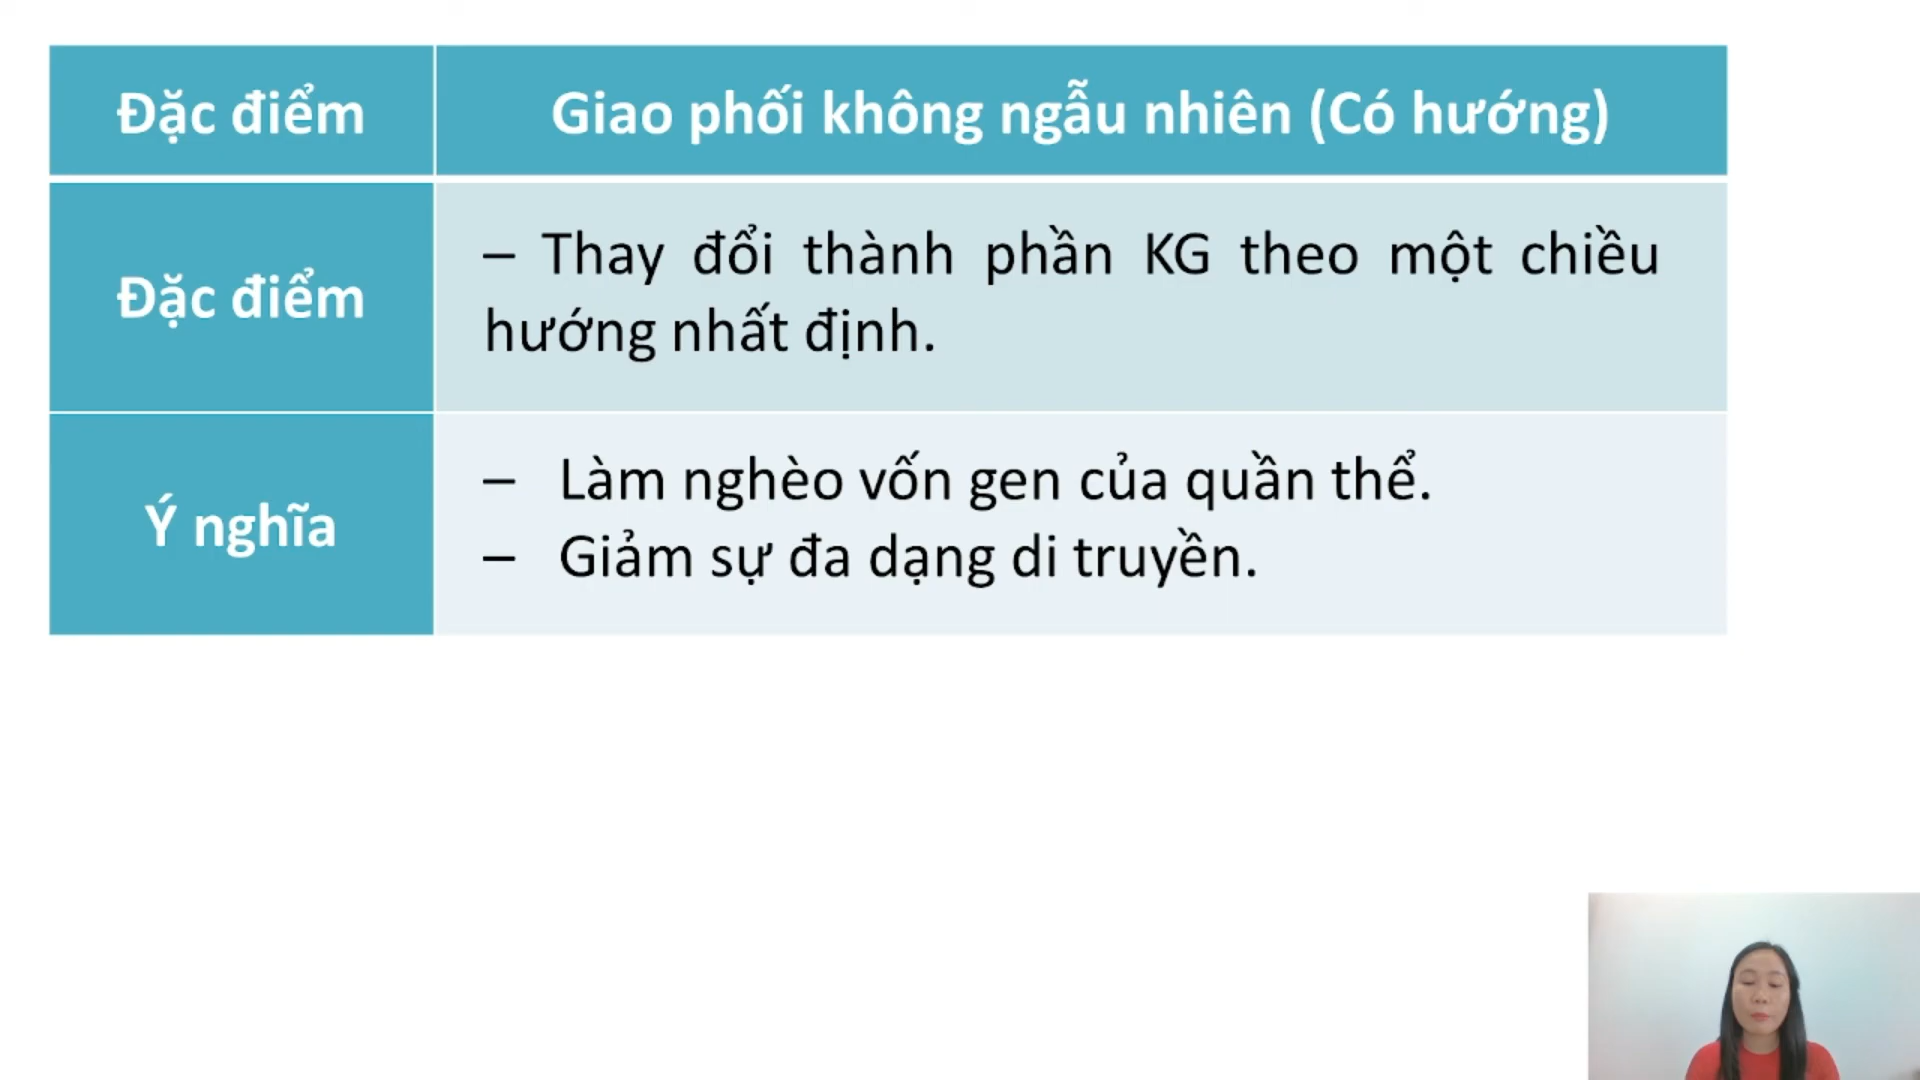 Đặc điểm
Giao phối không ngẫu nhiên (Có hướng)
Đặc điểm
– Thay đổi thành phần KG theo một chiều
hướng nhất định.
Ý nghĩa
– Làm nghèo vốn gen của quần thể.
– Giảm sự đa dạng di truyền.